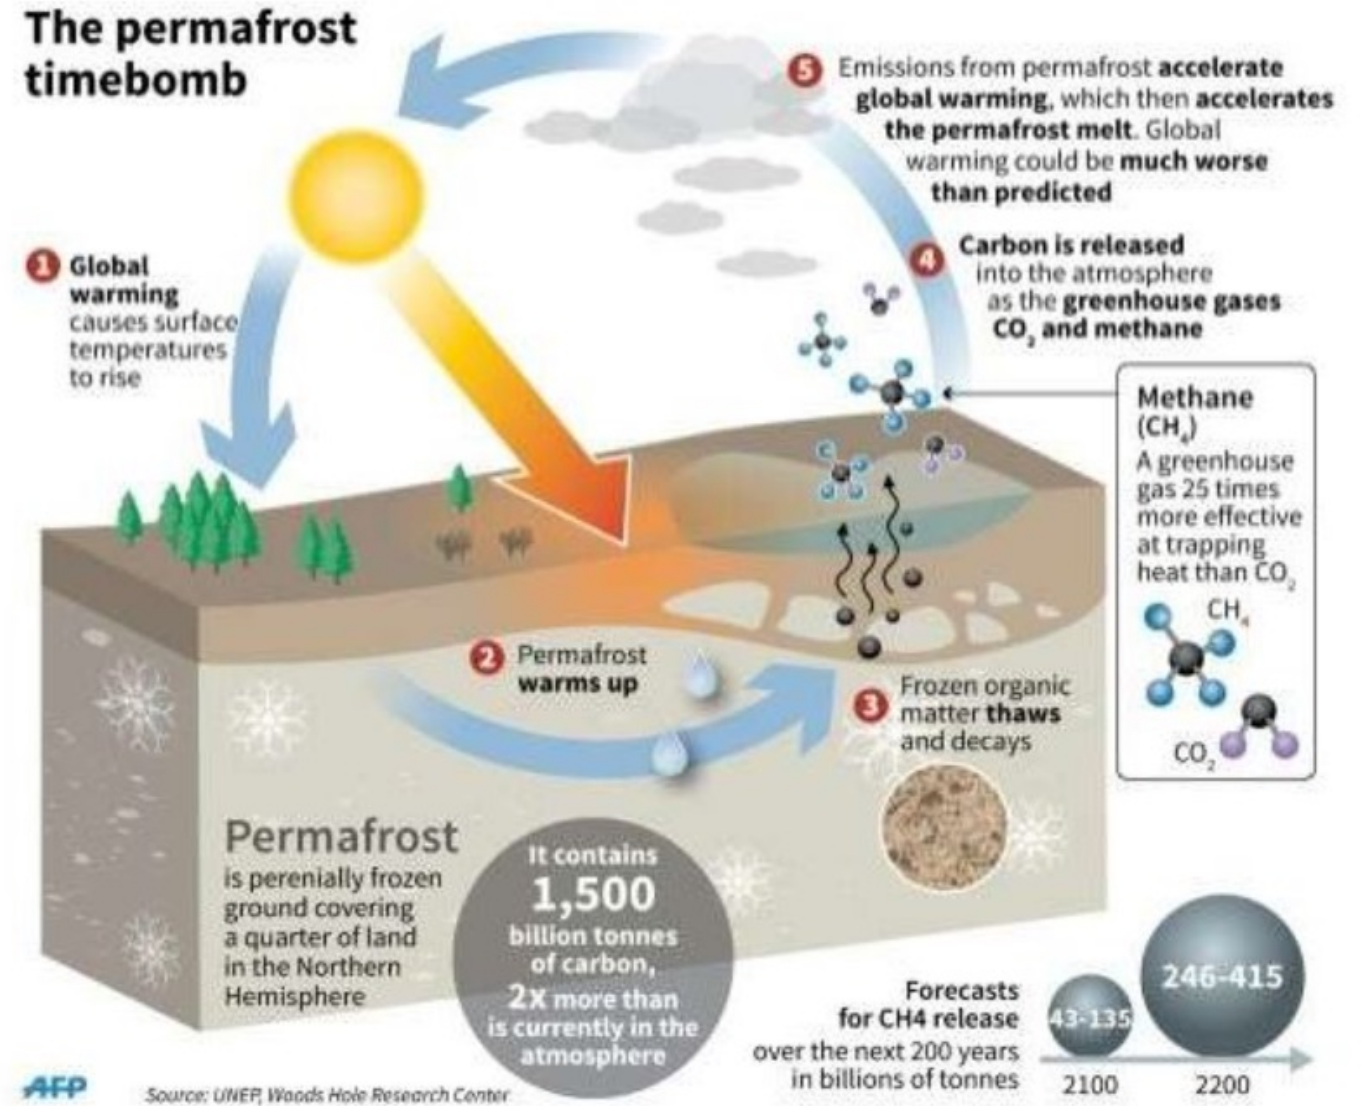 The permafrost
timebomb
1 Global
warming
causes surface
temperatures
to rise
2 Permafrost
warms up
3 Frozen organic
matter thaws
and decays
4 Carbon is released
into the atmosphere
as the greenhouse gases
CO2 and methane
5 Emissions from permafrost accelerate
global warming, which then accelerates
the permafrost melt. Global
warming could be much worse
than predicted
Methane
(CH4)
A greenhouse
gas 25 times
more effective
at trapping
heat than CO2
CH4
CO2
Permafrost
is perenially frozen
ground covering
a quarter of land
in the Northern
Hemisphere
It contains
1,500
billion tonnes
of carbon,
2x more than
is currently in the
atmosphere
Forecasts
for CH4 release
over the next 200 years
in billions of tonnes
43-135
246-415
2100
2200
AFP
Source: UNEP, Woods Hole Research Center